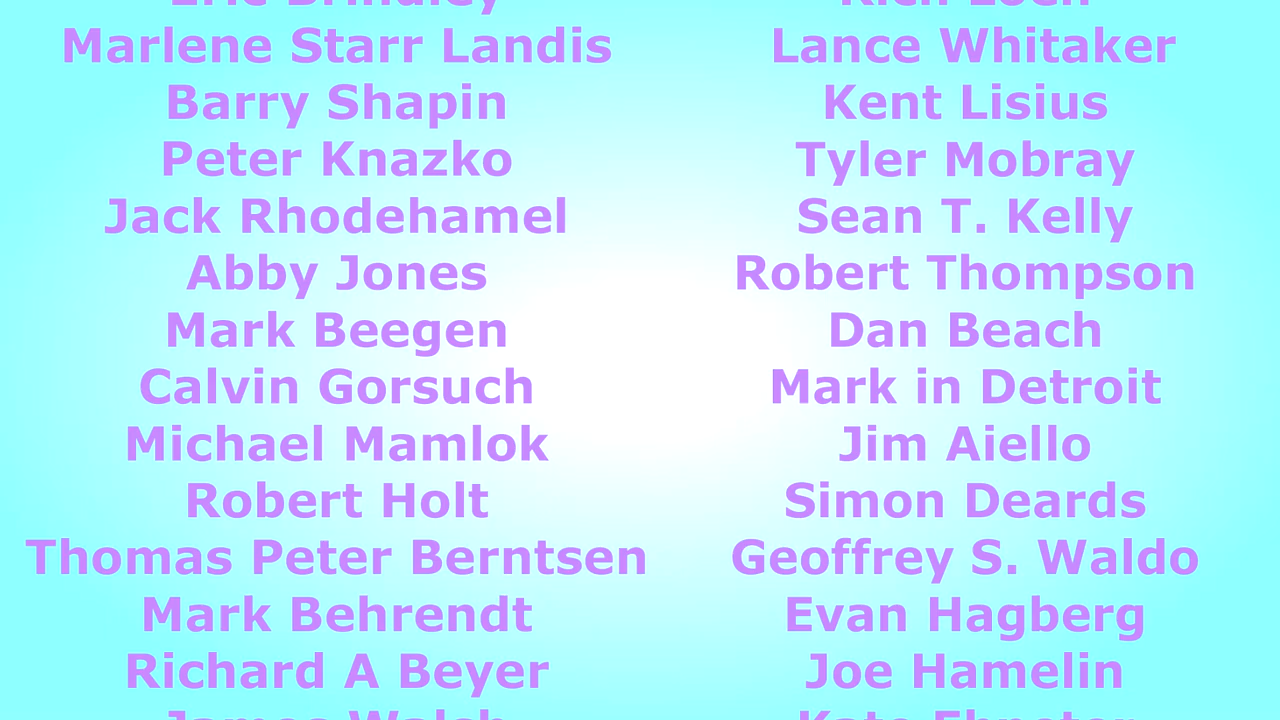 Marlene Starr Landis
Lance Whitaker
Barry Shapin
Kent Lisius
Peter Knazko
Tyler Mobray
Jack Rhodehamel
Sean T. Kelly
Abby Jones
Robert Thompson
Mark Beegen
Dan Beach
Calvin Gorsuch
Mark in Detroit
Michael Mamlok
Jim Aiello
Robert Holt
Simon Deards
Thomas Peter Berntsen
Geoffrey S. Waldo
Mark Behrendt
Evan Hagberg
Richard A Beyer
Joe Hamelin
James Walsh